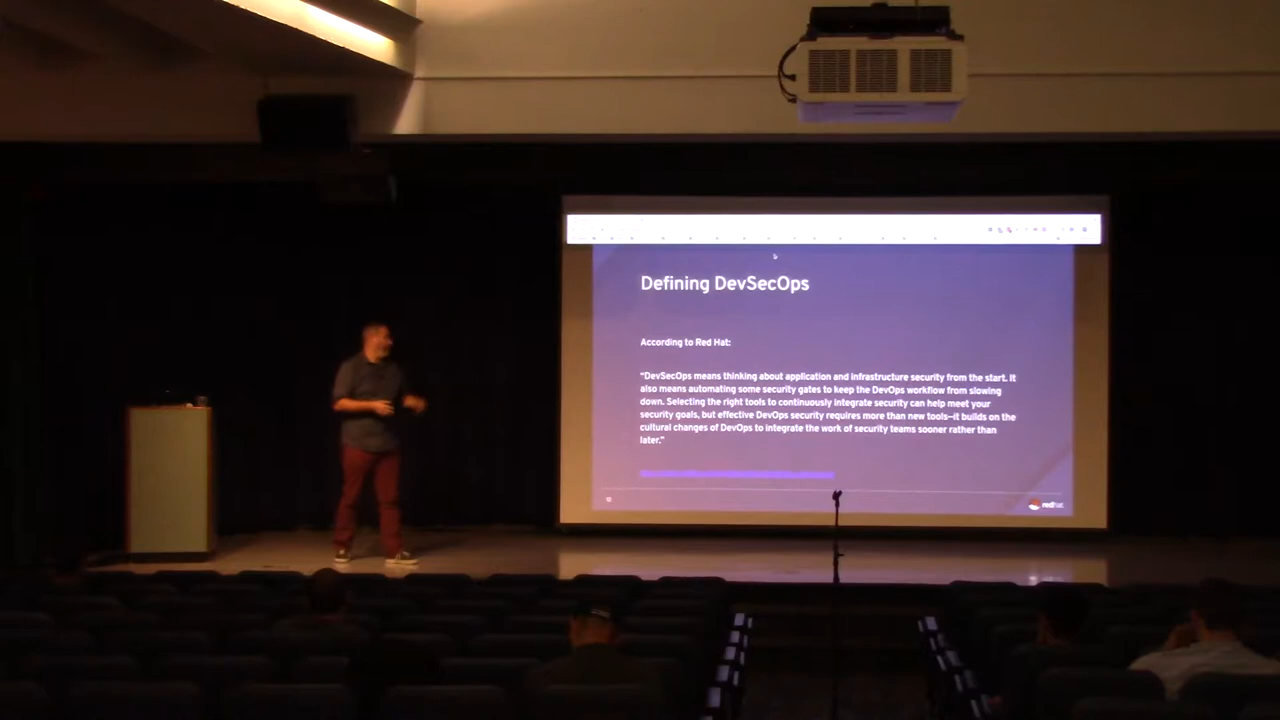 Defining DevSecOps
According to Red Hat:
“DevSecOps means thinking about application and infrastructure security from the start. It
also means automating some security gates to keep the DevOps workflow from slowing
down. Selecting the right tools to continuously integrate security can help meet your
security goals, but effective DevOps security requires more than new tools—it builds on the
cultural changes of DevOps to integrate the work of security teams sooner rather than
later.”
12
redhat.